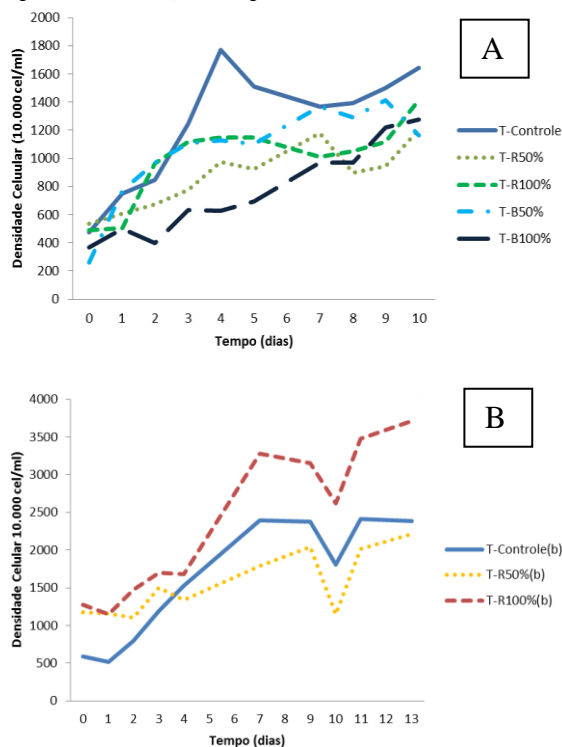 2000
1800
1600
1400
1200
1000
800
600
400
200
0
Densidade Celuular (10.000 cel/ml)
0 1 2 3 4 5 6 7 8 9 10
Tempo (dias)
A
T-Controle
T-R50%
T-R100%
T-B50%
T-B100%
4000
3500
3000
2500
2000
1500
1000
500
0
Densidade Celular 10.000 cel/ml)
0 1 2 3 4 5 6 7 8 9 10 11 12 13
Tempo (dias)
B
T-Controle(b)
T-R50%(b)
T-R100%(b)